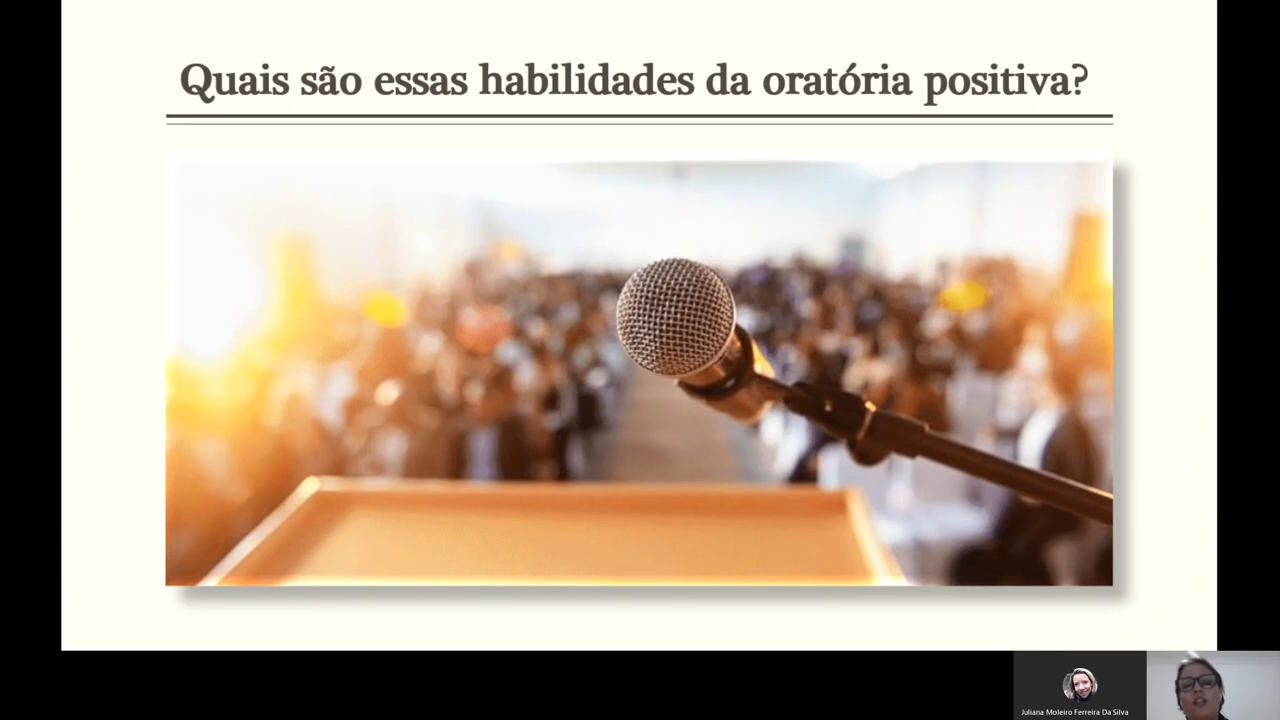 Quais são essas habilidades da oratória positiva?
Juliana Moleiro Ferreira Da Silva